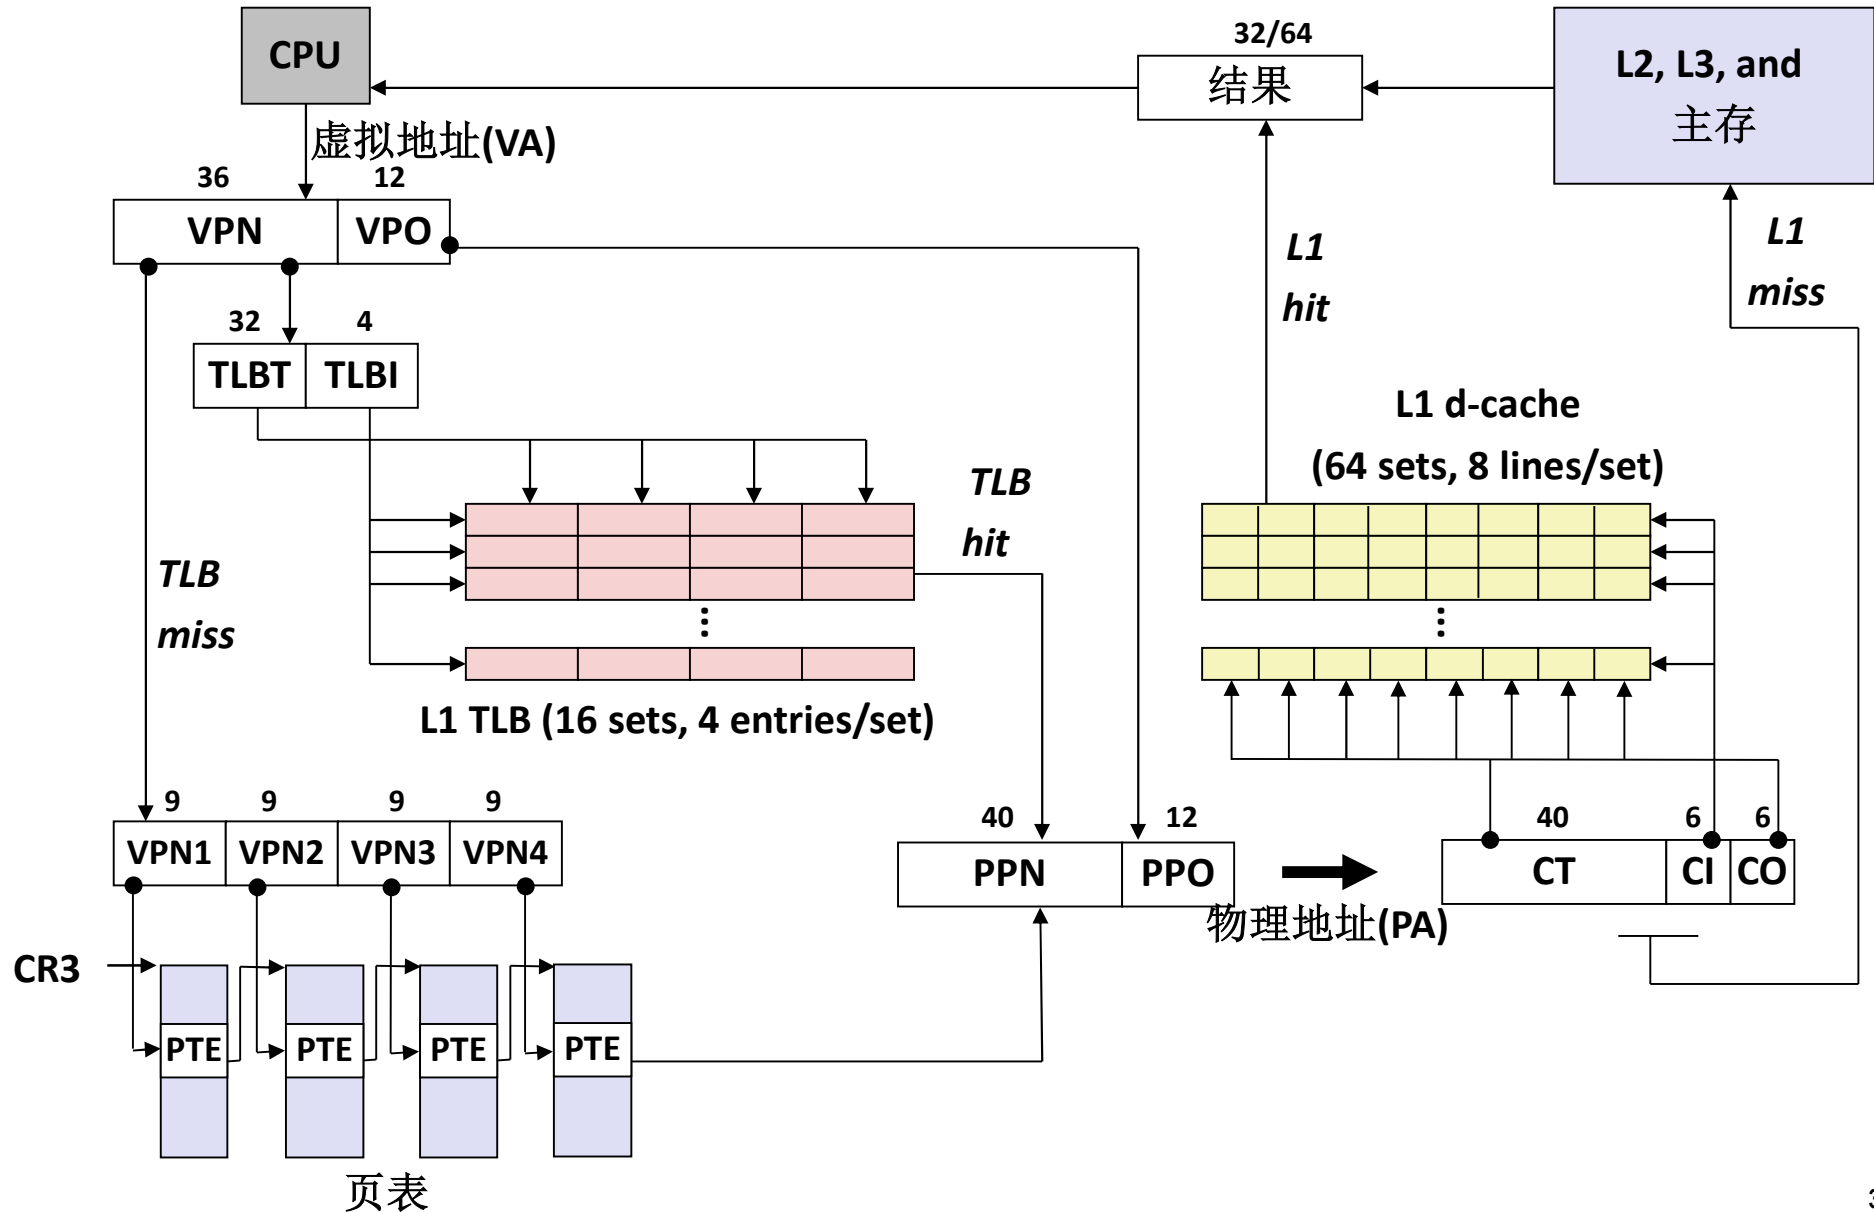 CPU
32/64
结果
L2, L3, and
主存
虚拟地址(VA)
36
12
VPN
VPO
L1
hit
L1
miss
32
4
TLBT
TLBI
L1 d-cache
(64 sets, 8 lines/set)
TLB
hit
TLB
miss
...
...
L1 TLB (16 sets, 4 entries/set)
9
9
9
9
VPN1
VPN2
VPN3
VPN4
40
12
PPN
PPO
物理地址(PA)
40
6
6
CT
CI
CO
CR3
PTE
PTE
PTE
PTE
页表